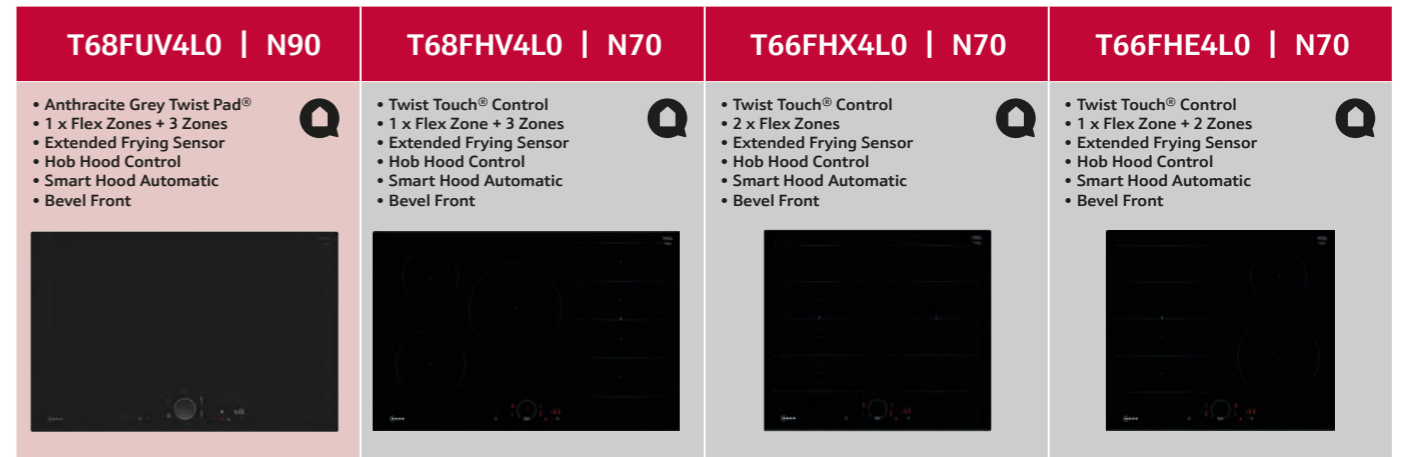 T68FUV4L0 | N90
• Anthracite Grey Twist Pad®
• 1 x Flex Zones + 3 Zones
• Extended Frying Sensor
• Hob Hood Control
• Smart Hood Automatic
• Bevel Front
T68FHV4L0 | N70
• Twist Touch® Control
• 1 x Flex Zone + 3 Zones
• Extended Frying Sensor
• Hob Hood Control
• Smart Hood Automatic
• Bevel Front
T66FHX4L0 | N70
• Twist Touch® Control
• 2 x Flex Zones
• Extended Frying Sensor
• Hob Hood Control
• Smart Hood Automatic
• Bevel Front
T66FHE4L0 | N70
• Twist Touch® Control
• 1 x Flex Zone + 2 Zones
• Extended Frying Sensor
• Hob Hood Control
• Smart Hood Automatic
• Bevel Front